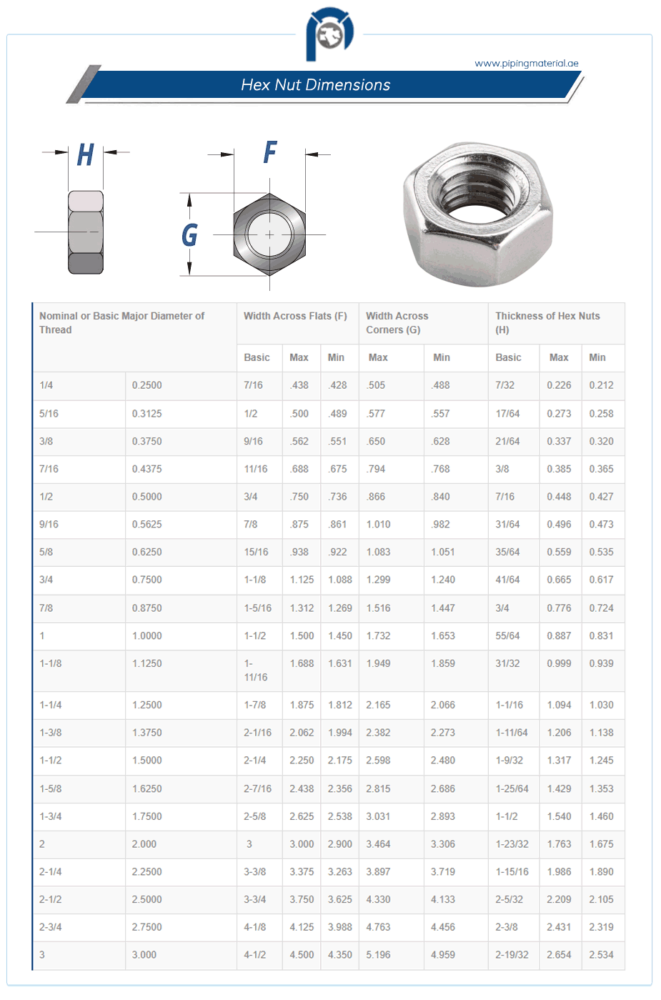 www.pipingmaterial.ae
Hex Nut Dimensions
H
F
G
Nominal or Basic Major Diameter of Thread Width Across Flats (F) Width Across Corners (G) Thickness of Hex Nuts (H)
Basic Max Min Max Min Basic Max Min
1/4 0.2500 7/16 .438 .428 .505 .488 7/32 0.226 0.212
5/16 0.3125 1/2 .500 .489 .577 .557 17/64 0.273 0.258
3/8 0.3750 9/16 .562 .551 .650 .628 21/64 0.337 0.320
7/16 0.4375 11/16 .688 .675 .794 .768 3/8 0.385 0.365
1/2 0.5000 3/4 .750 .736 .866 .840 7/16 0.448 0.427
9/16 0.5625 7/8 .875 .861 1.010 .982 31/64 0.496 0.473
5/8 0.6250 15/16 .938 .922 1.083 1.051 35/64 0.559 0.535
3/4 0.7500 1-1/8 1.125 1.088 1.299 1.240 41/64 0.665 0.617
7/8 0.8750 1-5/16 1.312 1.269 1.516 1.447 3/4 0.776 0.724
1 1.0000 1-1/2 1.500 1.450 1.732 1.653 55/64 0.887 0.831
1-1/8 1.1250 1-11/16 1.688 1.631 1.949 1.859 31/32 0.999 0.939
1-1/4 1.2500 1-7/8 1.875 1.812 2.165 2.066 1-1/16 1.094 1.030
1-3/8 1.3750 2-1/16 2.062 1.994 2.382 2.273 1-11/64 1.206 1.138
1-1/2 1.5000 2-1/4 2.250 2.175 2.598 2.480 1-9/32 1.317 1.245
1-5/8 1.6250 2-7/16 2.438 2.356 2.815 2.686 1-25/64 1.429 1.353
1-3/4 1.7500 2-5/8 2.625 2.538 3.031 2.893 1-1/2 1.540 1.460
2 2.000 3 3.000 2.900 3.464 3.306 1-23/32 1.763 1.675
2-1/4 2.2500 3-3/8 3.375 3.263 3.897 3.719 1-15/16 1.986 1.890
2-1/2 2.5000 3-3/4 3.750 3.625 4.330 4.133 2-5/32 2.209 2.105
2-3/4 2.7500 4-1/8 4.125 3.988 4.763 4.456 2-3/8 2.431 2.319
3 3.000 4-1/2 4.500 4.350 5.196 4.959 2-19/32 2.654 2.534